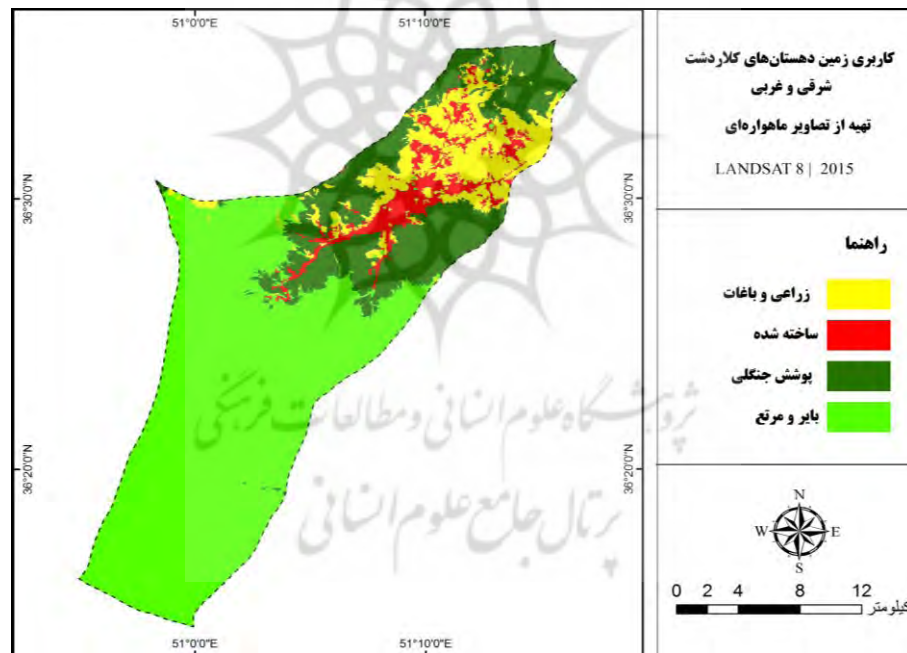 51°0'0"E
51°10'0"E
36°30'0"N
36°30'0"N
36°20'0"N
36°20'0"N
51°0'0"E
51°10'0"E
کاربری زمین دهستان‌های کلاردشت
شرقی و غربی
تهیه از تصاویر ماهواره‌ای
LANDSAT 8 | 2015
راهنما
زراعی و باغات
ساخته شده
پوشش جنگلی
بایر و مرتع
N
W
E
S
0 2 4 8 12
کیلومتر
پژوهشگاه علوم انسانی و مطالعات فرهنگی
پرتال جامع علوم انسانی